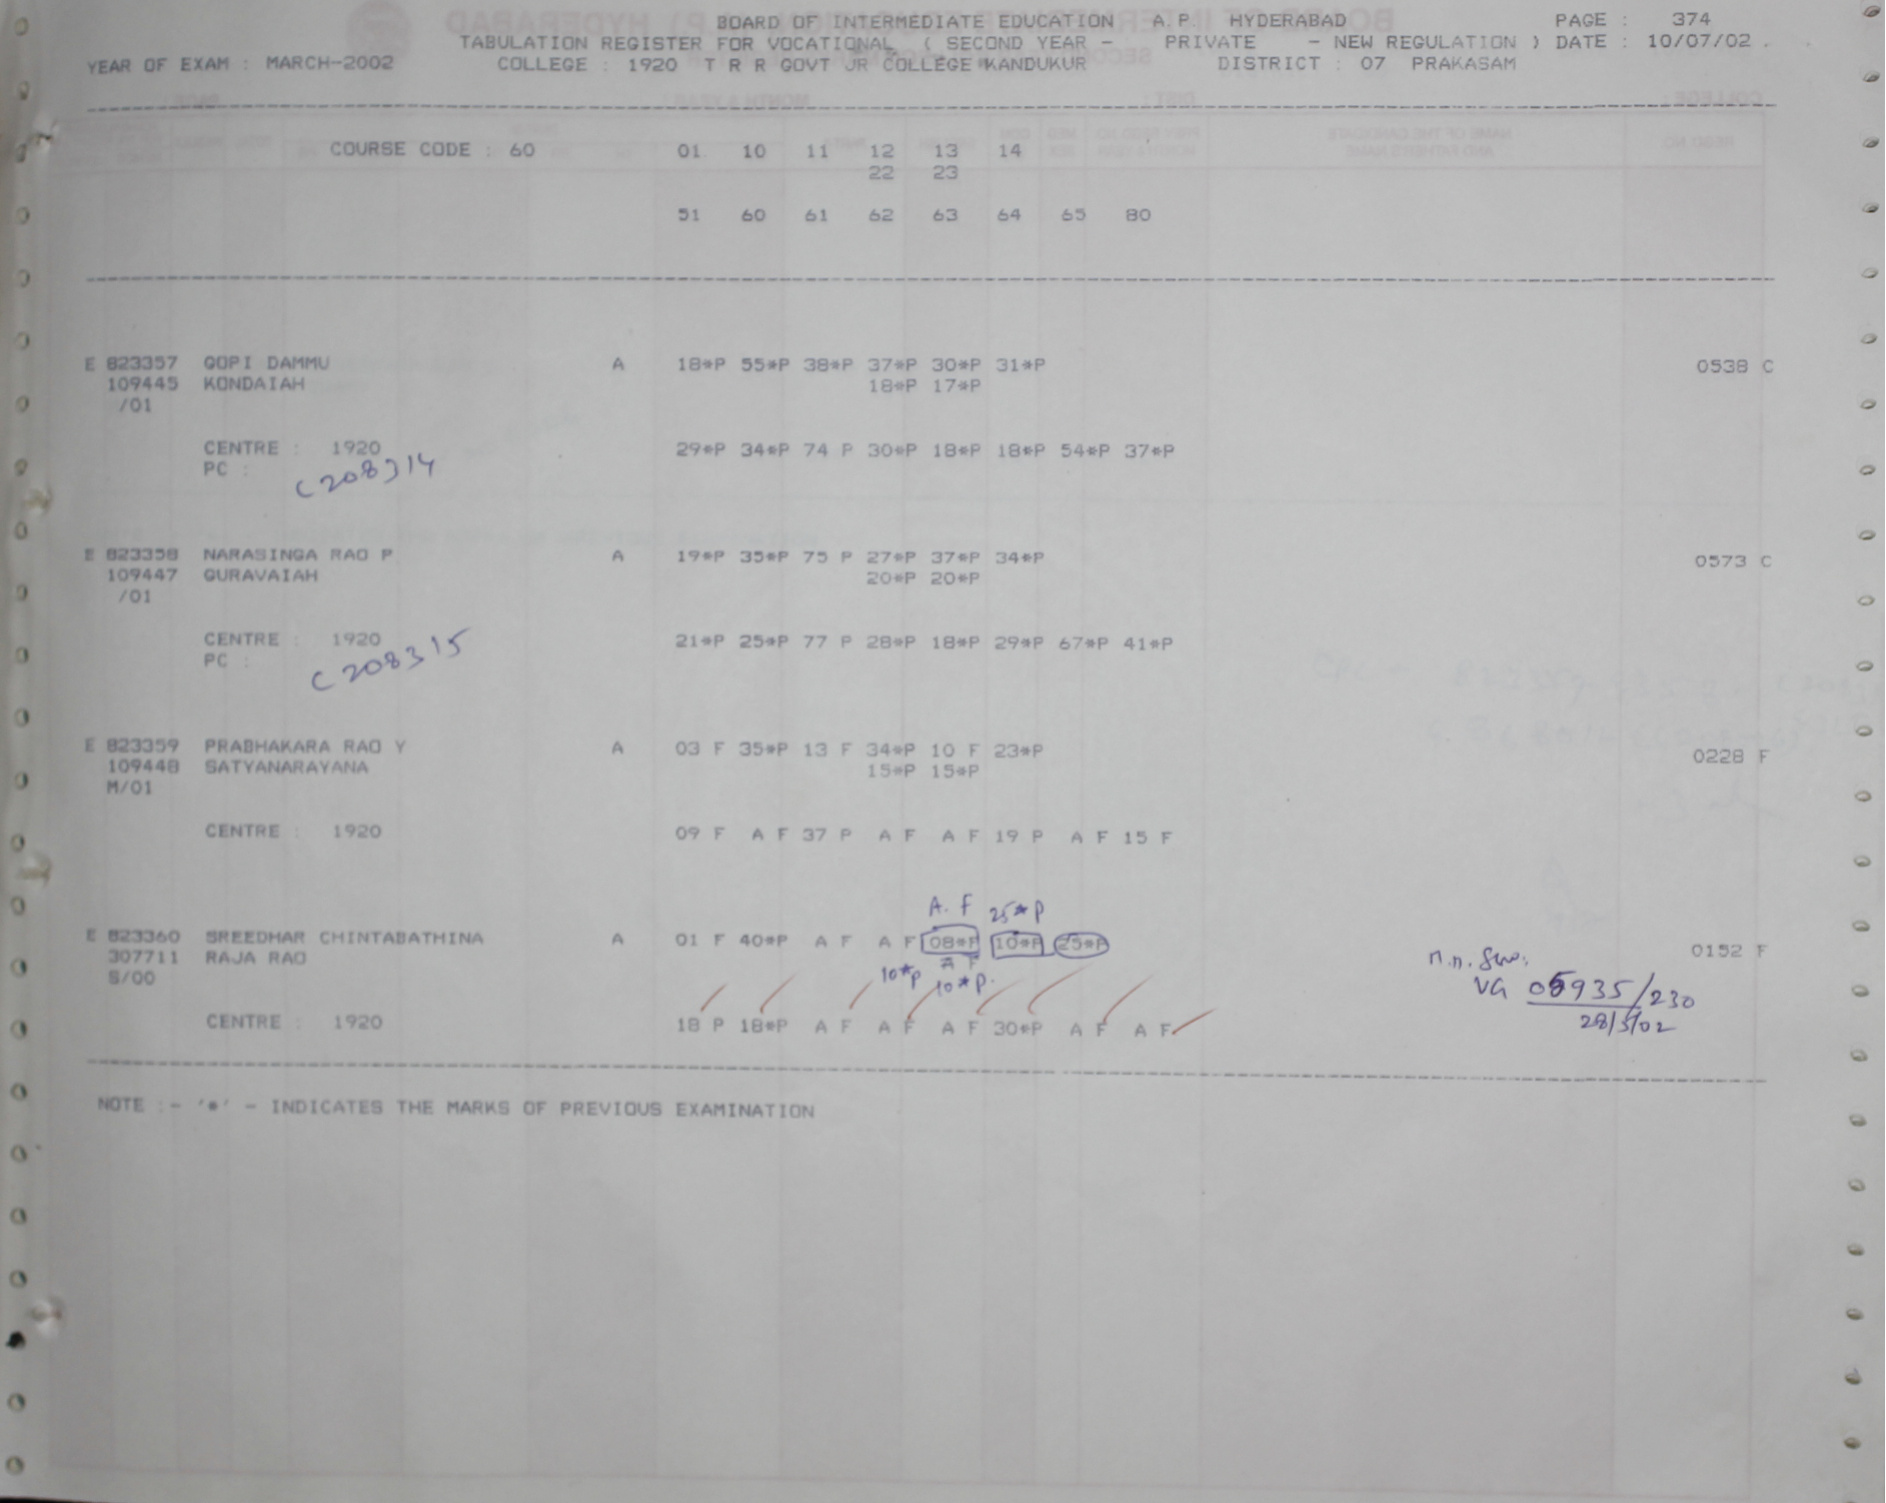 BOARD OF INTERMEDIATE EDUCATION A.P. HYDERABAD PAGE : 374
TABULATION REGISTER FOR VOCATIONAL ( SECOND YEAR - PRIVATE - NEW REGULATION ) DATE : 10/07/02
YEAR OF EXAM : MARCH-2002 COLLEGE : 1920 T R R GOVT JR COLLEGE KANDUKUR DISTRICT : 07 PRAKASAM
COURSE CODE : 60 01 10 11 12 13 14
22 23
51 60 61 62 63 64 65 80
E 823357 GOPI DAMMU A 18*P 55*P 38*P 37*P 30*P 31*P 0538 C
109445 KONDAIAH 18*P 17*P
/01
CENTRE : 1920 29*P 34*P 74 P 30*P 18*P 18*P 54*P 37*P
PC : C208314
E 823358 NARASINGA RAO P A 19*P 35*P 75 P 27*P 37*P 34*P 0573 C
109447 GURAVAIAH 20*P 20*P
/01
CENTRE : 1920 21*P 25*P 77 P 28*P 18*P 29*P 67*P 41*P
PC : C208315
E 823359 PRABHAKARA RAO Y A 03 F 35*P 13 F 34*P 10 F 23*P 0228 F
109448 SATYANARAYANA 15*P 15*P
M/01
CENTRE : 1920 09 F A F 37 P A F A F 19 P A F 15 F
A.F 25*P
E 823360 SREEDHAR CHINTABATHINA A 01 F 40*P A F A F 08*F 10*P 25*P 0152 F
307711 RAJA RAO A F
S/00 10*P 10*P.
VG 05935/230
28/5/02
CENTRE : 1920 18 P 18*P A F A F A F 30*P A F A F
NOTE :- '*' - INDICATES THE MARKS OF PREVIOUS EXAMINATION